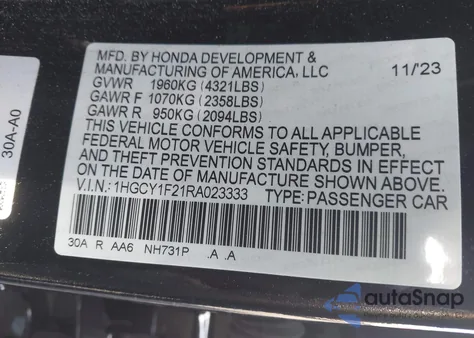 MFD. BY HONDA DEVELOPMENT &
MANUFACTURING OF AMERICA, LLC 11/23
GVWR 1960KG (4321LBS)
GAWR F 1070KG (2358LBS)
GAWR R 950KG (2094LBS)
THIS VEHICLE CONFORMS TO ALL APPLICABLE
FEDERAL MOTOR VEHICLE SAFETY, BUMPER,
AND THEFT PREVENTION STANDARDS IN EFFECT
ON THE DATE OF MANUFACTURE SHOWN ABOVE.
V.I.N.: 1HGCY1F21RA023333 TYPE: PASSENGER CAR
30A R AA6 NH731P .A .A
30A-A0
autoSnap